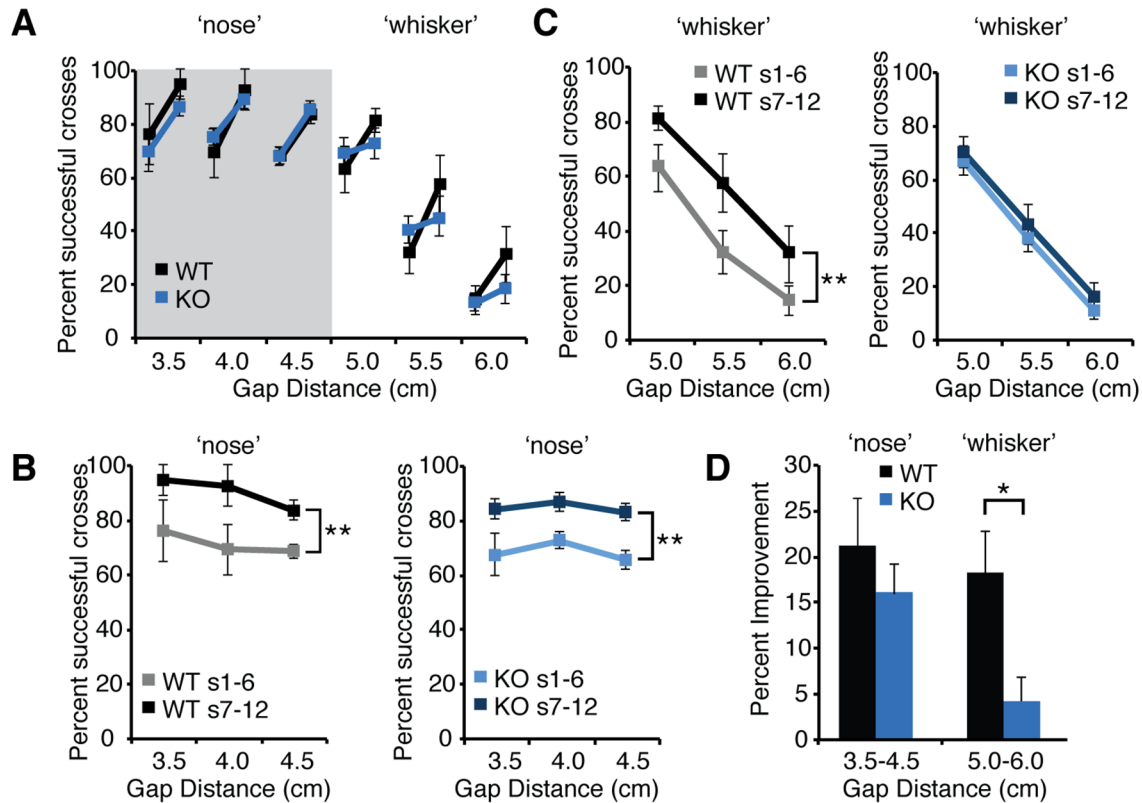 A
'nose'
'whisker'
Percent successful crosses
100
80
60
40
20
0
WT
KO
3.5
4.0
4.5
5.0
5.5
6.0
Gap Distance (cm)
C
'whisker'
Percent successful crosses
100
80
60
40
20
0
WT s1-6
WT s7-12
**
5.0
5.5
6.0
Gap Distance (cm)
'whisker'
Percent successful crosses
100
80
60
40
20
0
KO s1-6
KO s7-12
5.0
5.5
6.0
Gap Distance (cm)
B
'nose'
Percent successful crosses
100
80
60
40
20
0
**
WT s1-6
WT s7-12
3.5
4.0
4.5
Gap Distance (cm)
'nose'
Percent successful crosses
100
80
60
40
20
0
**
KO s1-6
KO s7-12
3.5
4.0
4.5
Gap Distance (cm)
D
'nose'
'whisker'
Percent Improvement
30
25
20
15
10
5
0
WT
KO
*
3.5-4.5
5.0-6.0
Gap Distance (cm)